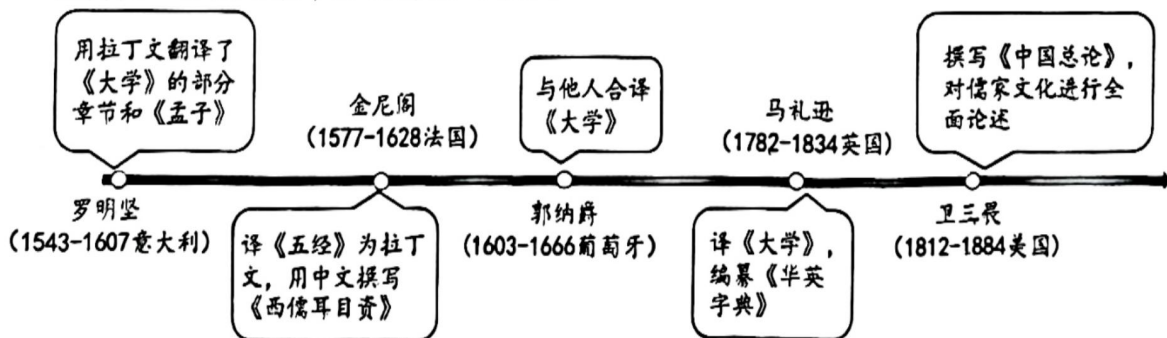 用拉丁文翻译了
《大学》的部分
章节和《孟子》
罗明坚
(1543-1607意大利)
金尼阁
(1577-1628法国)
译《五经》为拉丁
文，用中文撰写
《西儒耳目资》
与他人合译
《大学》
郭纳爵
(1603-1666葡萄牙)
马礼逊
(1782-1834英国)
译《大学》，
编纂《华英
字典》
撰写《中国总论》，
对儒家文化进行全
面论述
卫三畏
(1812-1884美国)